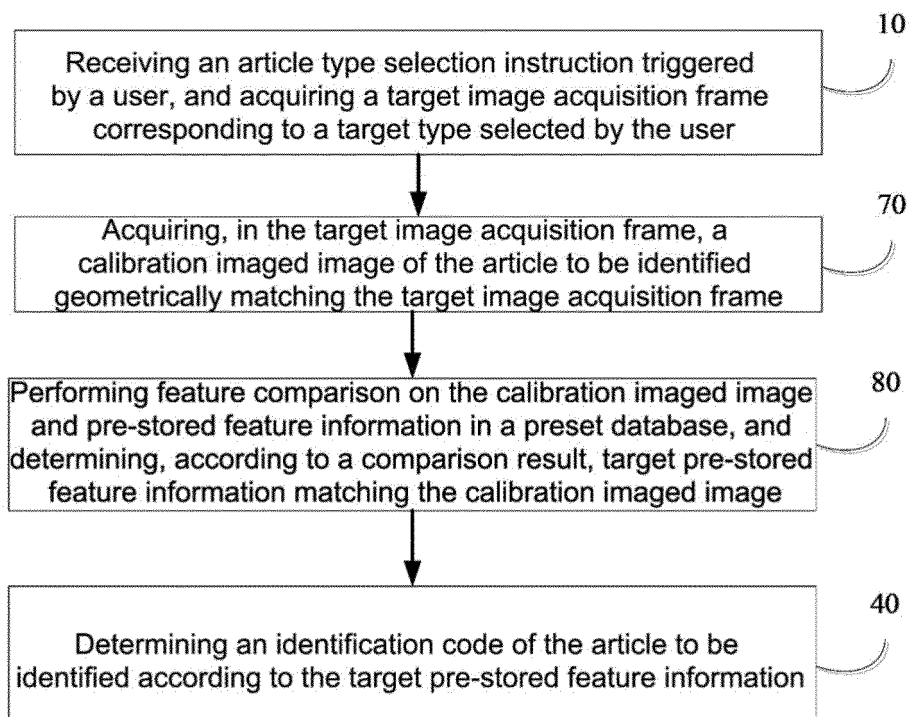 10
Receiving an article type selection instruction triggered
by a user, and acquiring a target image acquisition frame
corresponding to a target type selected by the user
70
Acquiring, in the target image acquisition frame, a
calibration imaged image of the article to be identified
geometrically matching the target image acquisition frame
80
Performing feature comparison on the calibration imaged image
and pre-stored feature information in a preset database, and
determining, according to a comparison result, target pre-stored
feature information matching the calibration imaged image
40
Determining an identification code of the article to be
identified according to the target pre-stored feature information